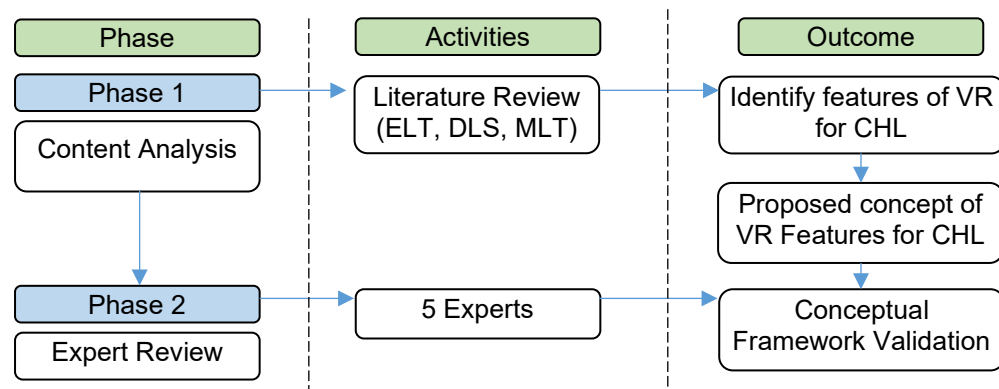 Phase
Activities
Outcome
Phase 1
Literature Review
(ELT, DLS, MLT)
Identify features of VR
for CHL
Content Analysis
Proposed concept of
VR Features for CHL
Phase 2
5 Experts
Conceptual
Framework Validation
Expert Review